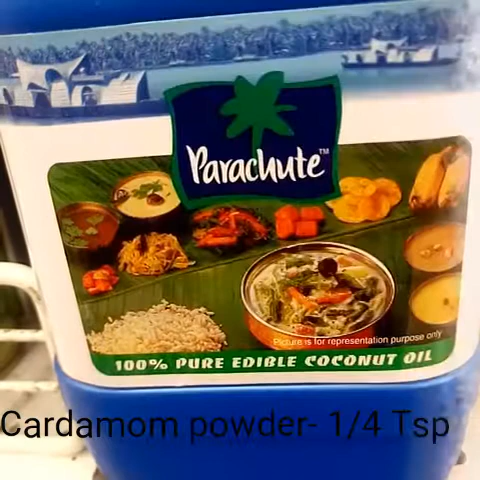 Parachute™
Picture is for representation purpose only
100% PURE EDIBLE COCONUT OIL
Cardamom powder- 1/4 Tsp